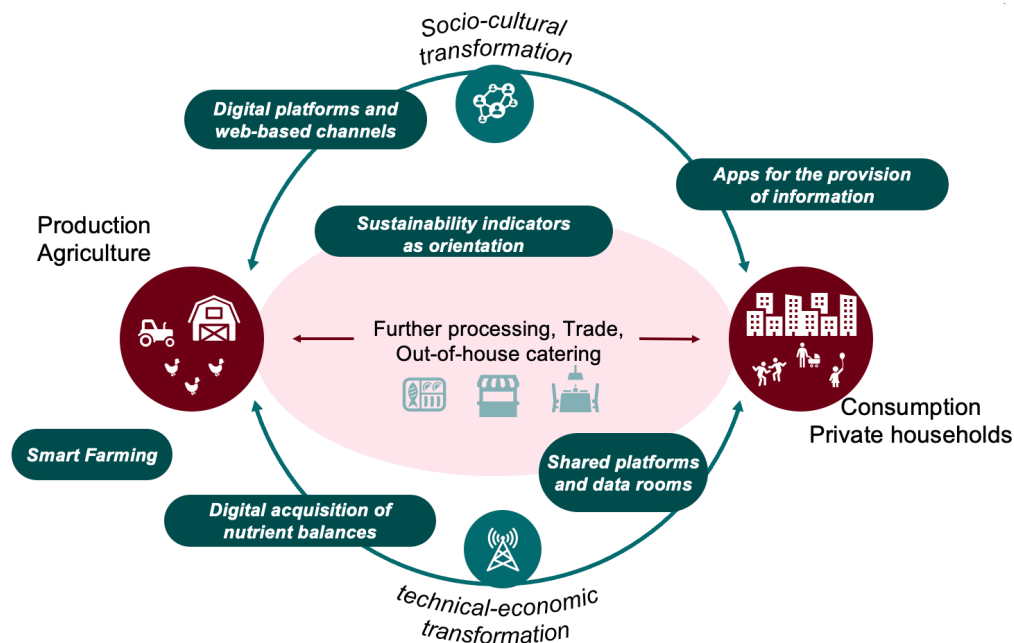 Socio-cultural
transformation
Digital platforms and
web-based channels
Apps for the provision
of information
Sustainability indicators
as orientation
Production
Agriculture
Further processing, Trade,
Out-of-house catering
Consumption
Private households
Smart Farming
Shared platforms
and data rooms
Digital acquisition of
nutrient balances
technical-economic
transformation